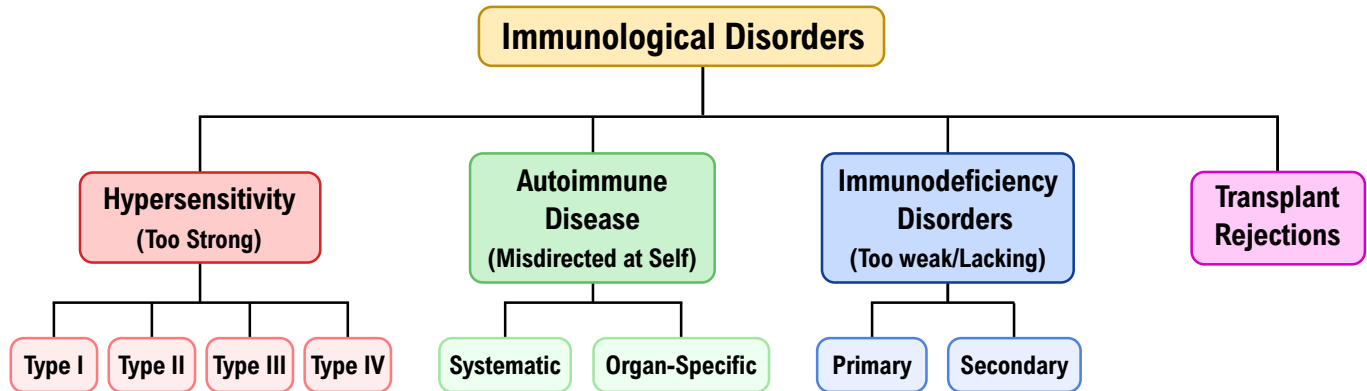 Immunological Disorders
Hypersensitivity
(Too Strong)
Autoimmune
Disease
(Misdirected at Self)
Immunodeficiency
Disorders
(Too weak/Lacking)
Transplant
Rejections
Type I
Type II
Type III
Type IV
Systematic
Organ-Specific
Primary
Secondary